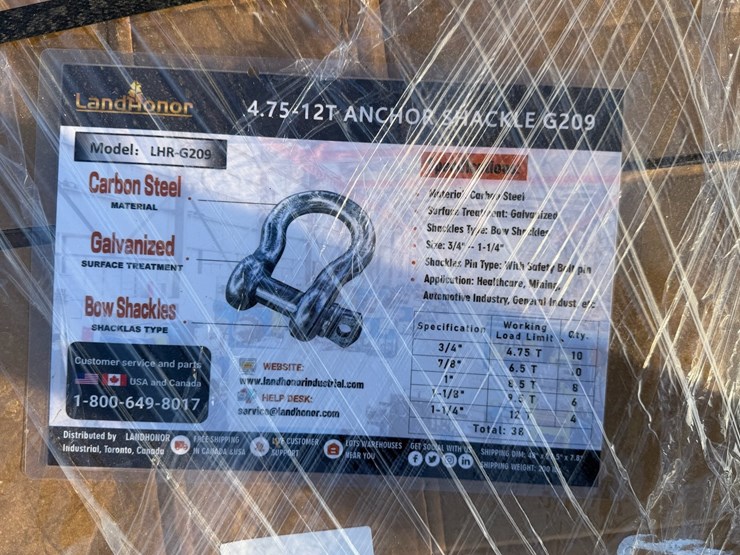 LandHonor
4.75-12T ANCHOR SHACKLE G209
Model: LHR-G209
Carbon Steel
MATERIAL
Galvanized
SURFACE TREATMENT
Bow Shackles
SHACKLAS TYPE
Customer service and parts
USA and Canada
1-800-649-8017
WEBSITE:
www.landhonorindustrial.com
HELP DESK:
Material: Carbon Steel
Surface Treatment: Galvanized
Shackles Type: Bow Shackles
Size: 3/4" -- 1-1/4"
Shackles Pin Type: With Safety Bolt pin
Application: Healthcare, Mining,
Automotive Industry, General Indust etc
Specification Working Load Limit Qty.
3/4" 4.75 T 10
7/8" 6.5 T
1" 8.5 T 8
1-1/8" 9.5 T 6
1-1/4" 12 T 4
Total: 38
Distributed by LANDHONOR
Industrial, Toronto, Canada
FREE SHIPPING
IN CANADA &USA
CUSTOMER
SUPPORT
LOTS WAREHOUSES
NEAR YOU
GET SOCIAL WITH US
SHIPPING DIM:
SHIPPING WEIGHT: 200